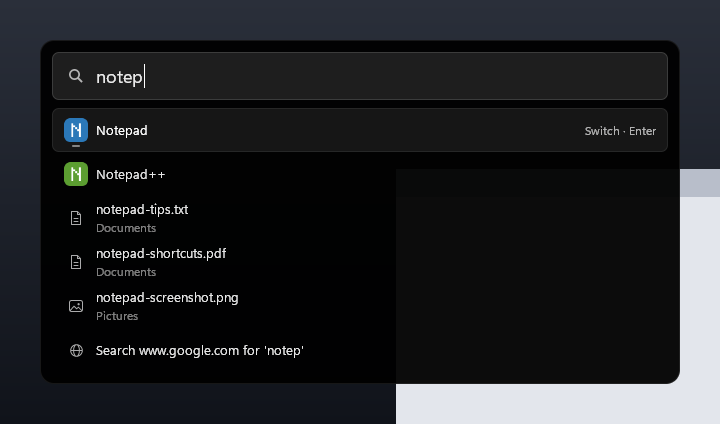 notep
Notepad
Switch · Enter
Notepad++
notepad-tips.txt
Documents
notepad-shortcuts.pdf
Documents
notepad-screenshot.png
Pictures
Search www.google.com for 'notep'